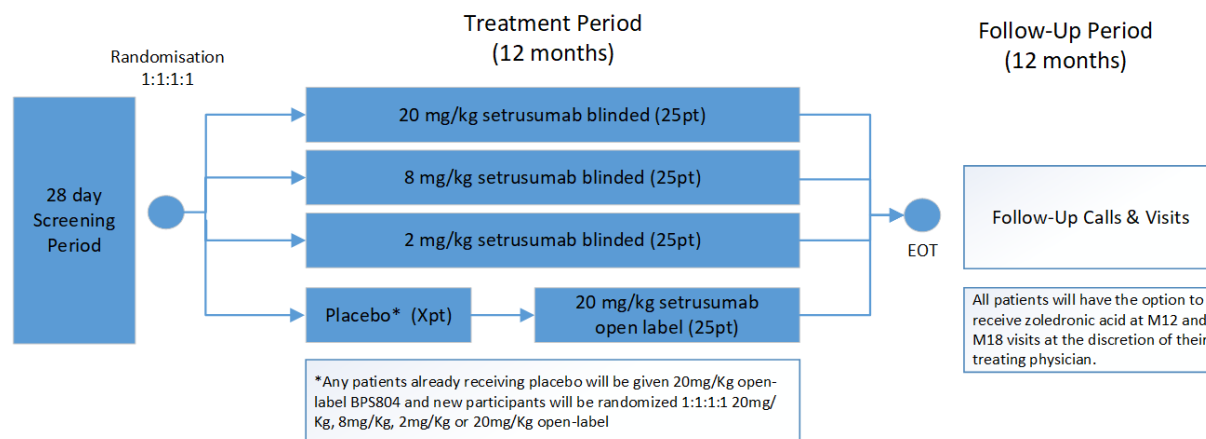 Treatment Period
(12 months)
Follow-Up Period
(12 months)
Randomisation
1:1:1:1
28 day
Screening
Period
20 mg/kg setrusumab blinded (25pt)
8 mg/kg setrusumab blinded (25pt)
2 mg/kg setrusumab blinded (25pt)
Placebo* (Xpt)
20 mg/kg setrusumab
open label (25pt)
EOT
Follow-Up Calls & Visits
All patients will have the option to
receive zoledronic acid at M12 and
M18 visits at the discretion of their
treating physician.
*Any patients already receiving placebo will be given 20mg/Kg open-
label BPS804 and new participants will be randomized 1:1:1:1 20mg/
Kg, 8mg/Kg, 2mg/Kg or 20mg/Kg open-label